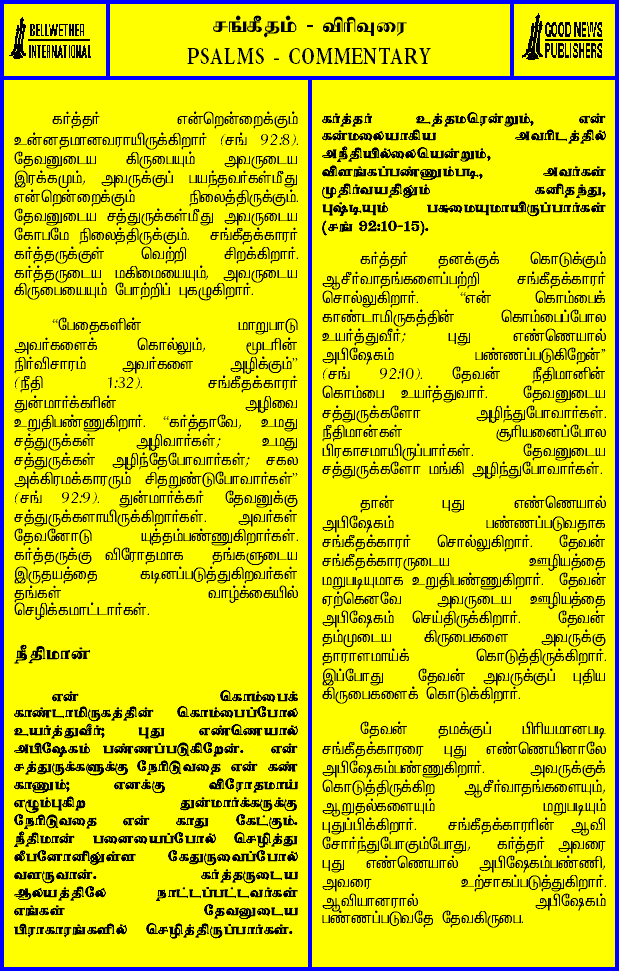 BELLWETHER
INTERNATIONAL
சங்கீதம் - விரிவுரை
PSALMS - COMMENTARY
GOOD NEWS
PUBLISHERS
கர்த்தர் என்றென்றைக்கும்
உன்னதமானவராயிருக்கிறார் (சங் 92:8).
தேவனுடைய கிருபையும் அவருடைய
இரக்கமும், அவருக்குப் பயந்தவர்கள்மீது
என்றென்றைக்கும் நிலைத்திருக்கும்.
தேவனுடைய சத்துருக்கள்மீது அவருடைய
கோபமே நிலைத்திருக்கும். சங்கீதக்காரர்
கர்த்தருக்குள் வெற்றி சிறக்கிறார்.
கர்த்தருடைய மகிமையையும், அவருடைய
கிருபையையும் போற்றிப் புகழுகிறார்.
“பேதைகளின் மாறுபாடு
அவர்களைக் கொல்லும், மூடரின்
நிர்விசாரம் அவர்களை அழிக்கும்”
(நீதி 1:32). சங்கீதக்காரர்
துன்மார்க்கரின் அழிவை
உறுதிபண்ணுகிறார். “கர்த்தாவே, உமது
சத்துருக்கள் அழிவார்கள்; உமது
சத்துருக்கள் அழிந்தேபோவார்கள்; சகல
அக்கிரமக்காரரும் சிதறுண்டுபோவார்கள்”
(சங் 92:9). துன்மார்க்கர் தேவனுக்கு
சத்துருக்களாயிருக்கிறார்கள். அவர்கள்
தேவனோடு யுத்தம்பண்ணுகிறார்கள்.
கர்த்தருக்கு விரோதமாக தங்களுடைய
இருதயத்தை கடினப்படுத்துகிறவர்கள்
தங்கள் வாழ்க்கையில்
செழிக்கமாட்டார்கள்.
நீதிமான்
என் கொம்பைக்
காண்டாமிருகத்தின் கொம்பைப்போல
உயர்த்துவீர்; புது எண்ணெயால்
அபிஷேகம் பண்ணப்படுகிறேன். என்
சத்துருக்களுக்கு நேரிடுவதை என் கண்
காணும்; எனக்கு விரோதமாய்
எழும்புகிற துன்மார்க்கருக்கு
நேரிடுவதை என் காது கேட்கும்.
நீதிமான் பனையைப்போல் செழித்து
லீபனோனிலுள்ள கேதுருவைப்போல்
வளருவான். கர்த்தருடைய
ஆலயத்திலே நாட்டப்பட்டவர்கள்
எங்கள் தேவனுடைய
பிராகாரங்களில் செழித்திருப்பார்கள்.
கர்த்தர் உத்தமரென்றும், என்
கன்மலையாகிய அவரிடத்தில்
அநீதியில்லையென்றும்,
விளங்கப்பண்ணும்படி, அவர்கள்
முதிர்வயதிலும் கனிதந்து,
புஷ்டியும் பசுமையுமாயிருப்பார்கள்
(சங் 92:10-15).
கர்த்தர் தனக்குக் கொடுக்கும்
ஆசீர்வாதங்களைப்பற்றி சங்கீதக்காரர்
சொல்லுகிறார். “என் கொம்பைக்
காண்டாமிருகத்தின் கொம்பைப்போல
உயர்த்துவீர்; புது எண்ணெயால்
அபிஷேகம் பண்ணப்படுகிறேன்”
(சங் 92:10). தேவன் நீதிமானின்
கொம்பை உயர்த்துவார். தேவனுடைய
சத்துருக்களோ அழிந்துபோவார்கள்.
நீதிமான்கள் சூரியனைப்போல
பிரகாசமாயிருப்பார்கள். தேவனுடைய
சத்துருக்களோ மங்கி அழிந்துபோவார்கள்.
தான் புது எண்ணெயால்
அபிஷேகம் பண்ணப்படுவதாக
சங்கீதக்காரர் சொல்லுகிறார். தேவன்
சங்கீதக்காரருடைய ஊழியத்தை
மறுபடியுமாக உறுதிபண்ணுகிறார். தேவன்
ஏற்கெனவே அவருடைய ஊழியத்தை
அபிஷேகம் செய்திருக்கிறார். தேவன்
தம்முடைய கிருபைகளை அவருக்கு
தாராளமாய்க் கொடுத்திருக்கிறார்.
இப்போது தேவன் அவருக்குப் புதிய
கிருபைகளைக் கொடுக்கிறார்.
தேவன் தமக்குப் பிரியமானபடி
சங்கீதக்காரரை புது எண்ணெயினாலே
அபிஷேகம்பண்ணுகிறார். அவருக்குக்
கொடுத்திருக்கிற ஆசீர்வாதங்களையும்,
ஆறுதல்களையும் மறுபடியும்
புதுப்பிக்கிறார். சங்கீதக்காரரின் ஆவி
சோர்ந்துபோகும்போது, கர்த்தர் அவரை
புது எண்ணெயால் அபிஷேகம்பண்ணி,
அவரை உற்சாகப்படுத்துகிறார்.
ஆவியானரால் அபிஷேகம்
பண்ணப்படுவதே தேவகிருபை.